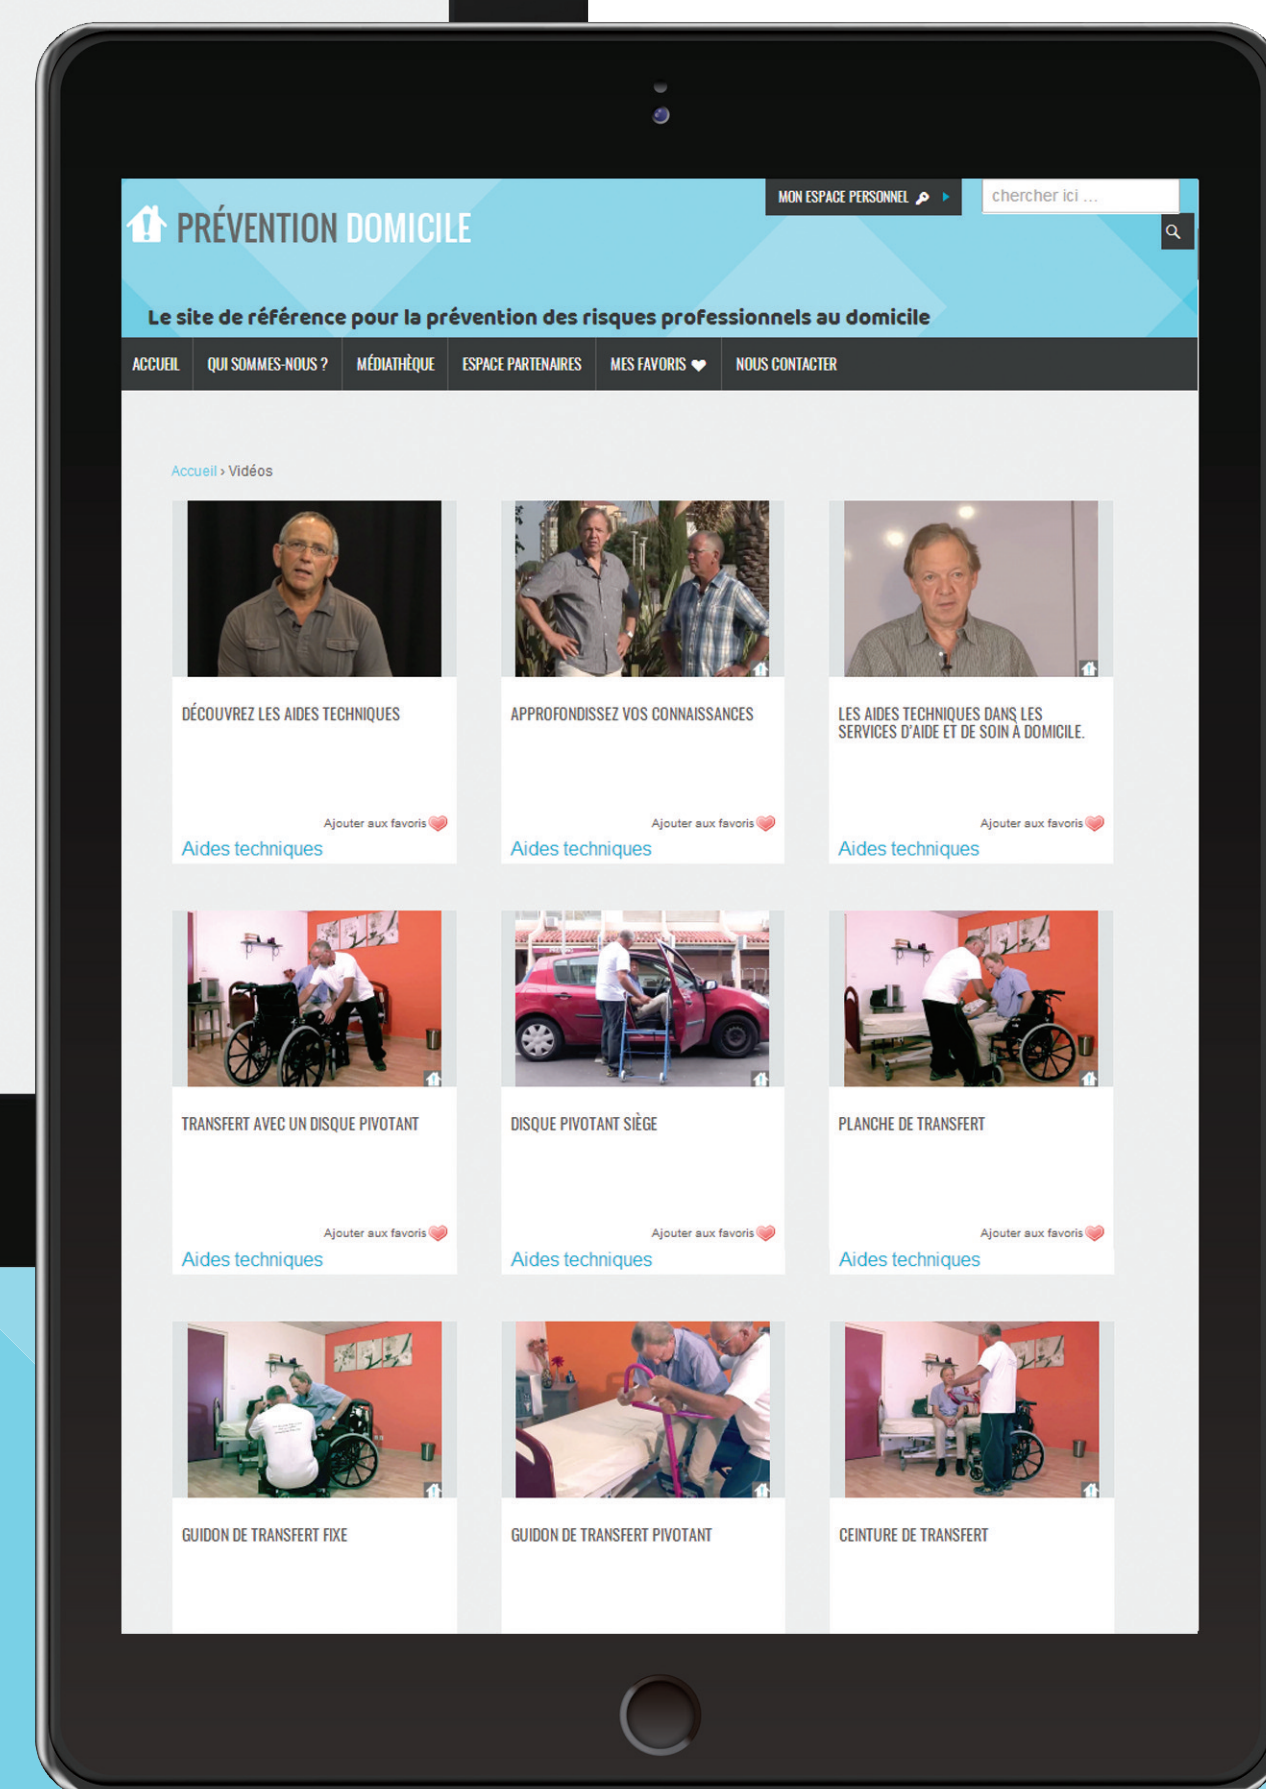 MON ESPACE PERSONNEL
chercher ici ...
PRÉVENTION DOMICILE
Le site de référence pour la prévention des risques professionnels au domicile
ACCUEIL
QUI SOMMES-NOUS ?
MÉDIATHÈQUE
ESPACE PARTENAIRES
MES FAVORIS
NOUS CONTACTER
Accueil › Vidéos
DÉCOUVREZ LES AIDES TECHNIQUES
Ajouter aux favoris
Aides techniques
APPROFONDISSEZ VOS CONNAISSANCES
Ajouter aux favoris
Aides techniques
LES AIDES TECHNIQUES DANS LES
SERVICES D'AIDE ET DE SOIN À DOMICILE.
Ajouter aux favoris
Aides techniques
TRANSFERT AVEC UN DISQUE PIVOTANT
Ajouter aux favoris
Aides techniques
DISQUE PIVOTANT SIÈGE
Ajouter aux favoris
Aides techniques
PLANCHE DE TRANSFERT
Ajouter aux favoris
Aides techniques
GUIDON DE TRANSFERT FIXE
GUIDON DE TRANSFERT PIVOTANT
CEINTURE DE TRANSFERT